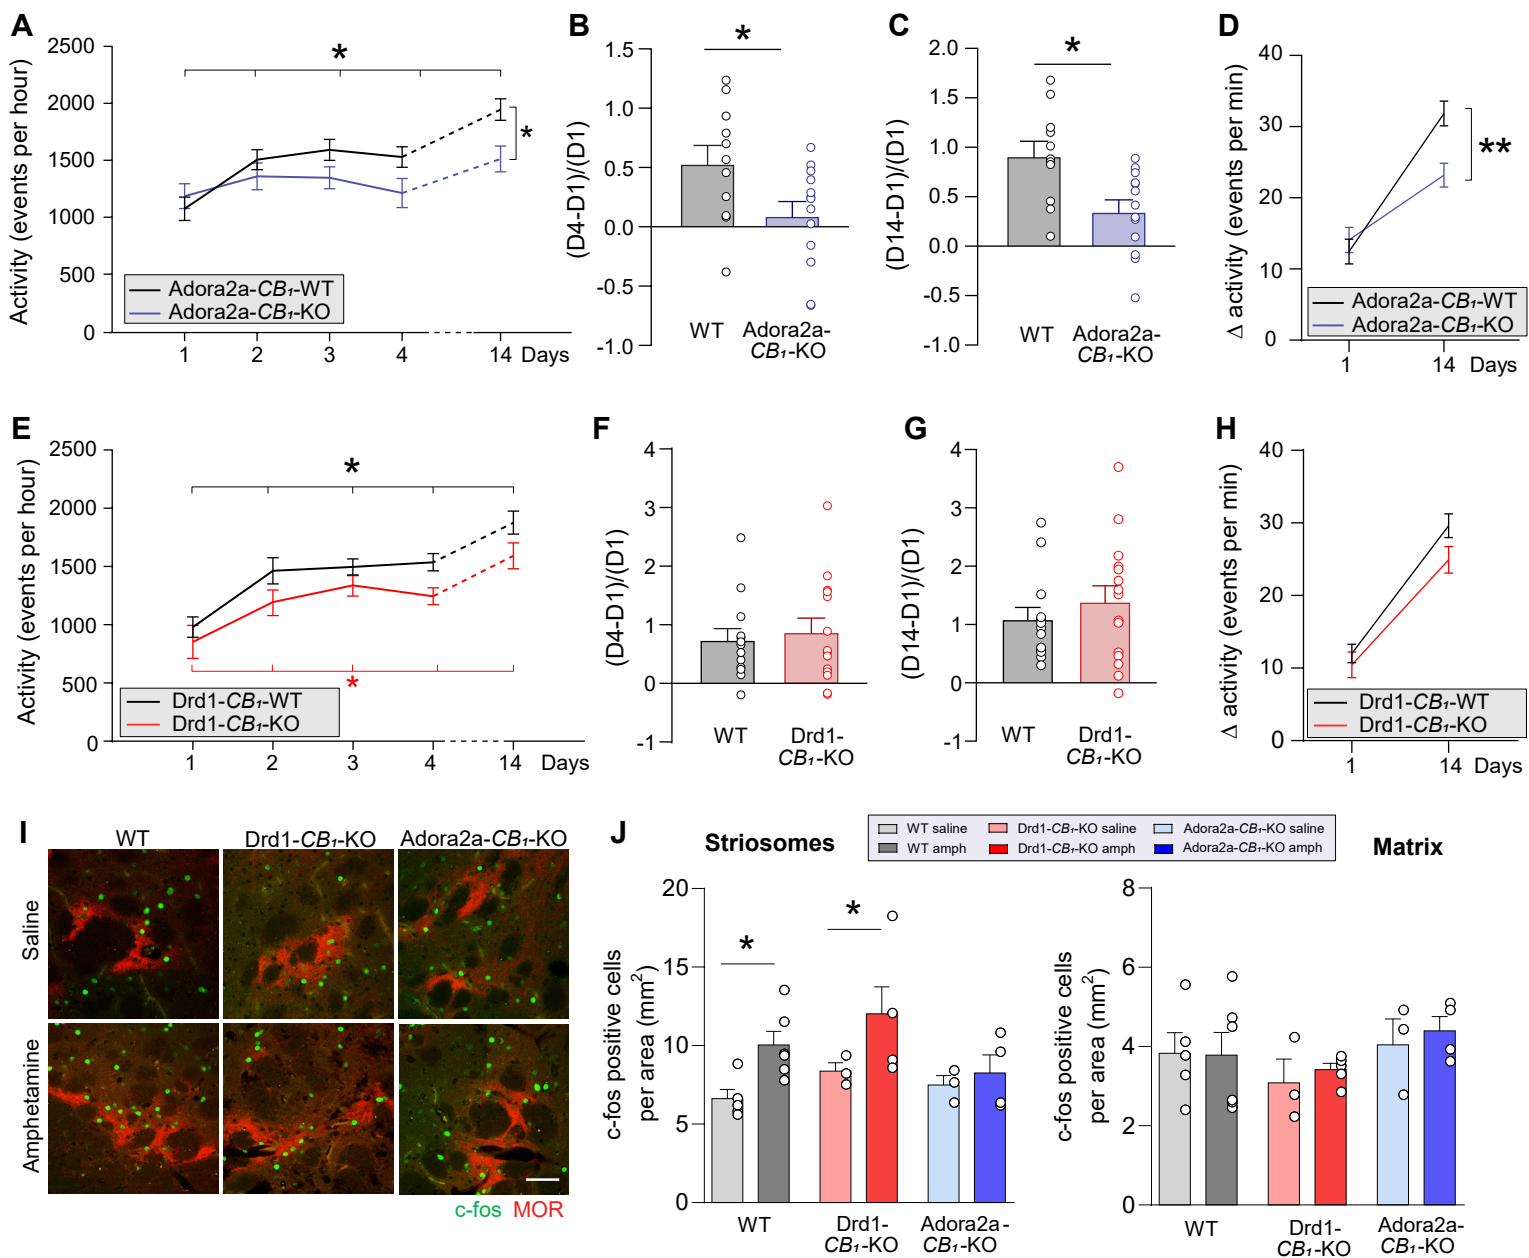 A
Activity (events per hour)
2500
2000
1500
1000
500
0
*
*
Adora2a-CB₁-WT
Adora2a-CB₁-KO
1 2 3 4 14 Days
B
(D4-D1)/(D1)
1.5
1.0
0.5
0.0
-0.5
-1.0
*
WT
Adora2a-
CB₁-KO
C
(D14-D1)/(D1)
2.0
1.5
1.0
0.5
0.0
-0.5
-1.0
*
WT
Adora2a-
CB₁-KO
D
Δ activity (events per min)
40
30
20
10
0
**
Adora2a-CB₁-WT
Adora2a-CB₁-KO
1 14 Days
E
Activity (events per hour)
2500
2000
1500
1000
500
0
*
*
Drd1-CB₁-WT
Drd1-CB₁-KO
1 2 3 4 14 Days
F
(D4-D1)/(D1)
4
3
2
1
0
-1
WT
Drd1-
CB₁-KO
G
(D14-D1)/(D1)
4
3
2
1
0
-1
WT
Drd1-
CB₁-KO
H
Δ activity (events per min)
40
30
20
10
0
Drd1-CB₁-WT
Drd1-CB₁-KO
1 14 Days
I
WT Drd1-CB₁-KO Adora2a-CB₁-KO
Saline
Amphetamine
c-fos MOR
J
Striosomes
WT saline Drd1-CB₁-KO saline Adora2a-CB₁-KO saline
WT amph Drd1-CB₁-KO amph Adora2a-CB₁-KO amph
Matrix
c-fos positive cells
per area (mm²)
20
15
10
5
0
*
*
WT
Drd1-
CB₁-KO
Adora2a-
CB₁-KO
c-fos positive cells
per area (mm²)
8
6
4
2
0
WT
Drd1-
CB₁-KO
Adora2a-
CB₁-KO